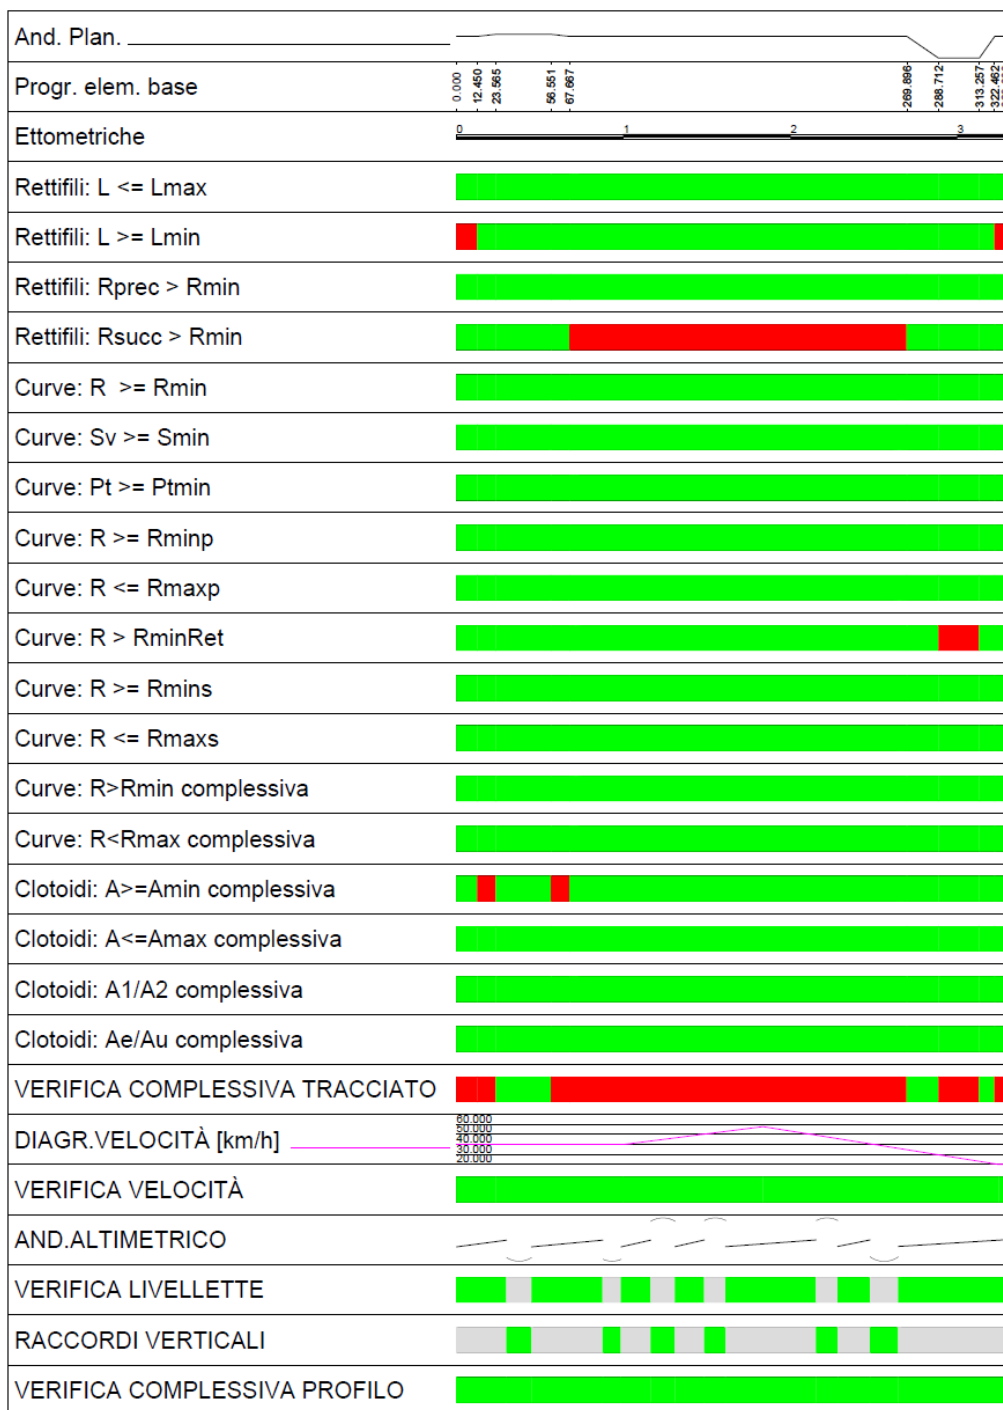 And. Plan.
Progr. elem. base
0.000 12.450 23.565 56.551 67.667 269.896 288.712 313.257 322.462
Ettometriche 0 1 2 3
Rettifili: L <= Lmax
Rettifili: L >= Lmin
Rettifili: Rprec > Rmin
Rettifili: Rsucc > Rmin
Curve: R >= Rmin
Curve: Sv >= Smin
Curve: Pt >= Ptmin
Curve: R >= Rminp
Curve: R <= Rmaxp
Curve: R > RminRet
Curve: R >= Rmins
Curve: R <= Rmaxs
Curve: R>Rmin complessiva
Curve: R<Rmax complessiva
Clotoidi: A>=Amin complessiva
Clotoidi: A<=Amax complessiva
Clotoidi: A1/A2 complessiva
Clotoidi: Ae/Au complessiva
VERIFICA COMPLESSIVA TRACCIATO
DIAGR.VELOCITÀ [km/h]
60.000
50.000
40.000
30.000
20.000
VERIFICA VELOCITÀ
AND.ALTIMETRICO
VERIFICA LIVELLETTE
RACCORDI VERTICALI
VERIFICA COMPLESSIVA PROFILO